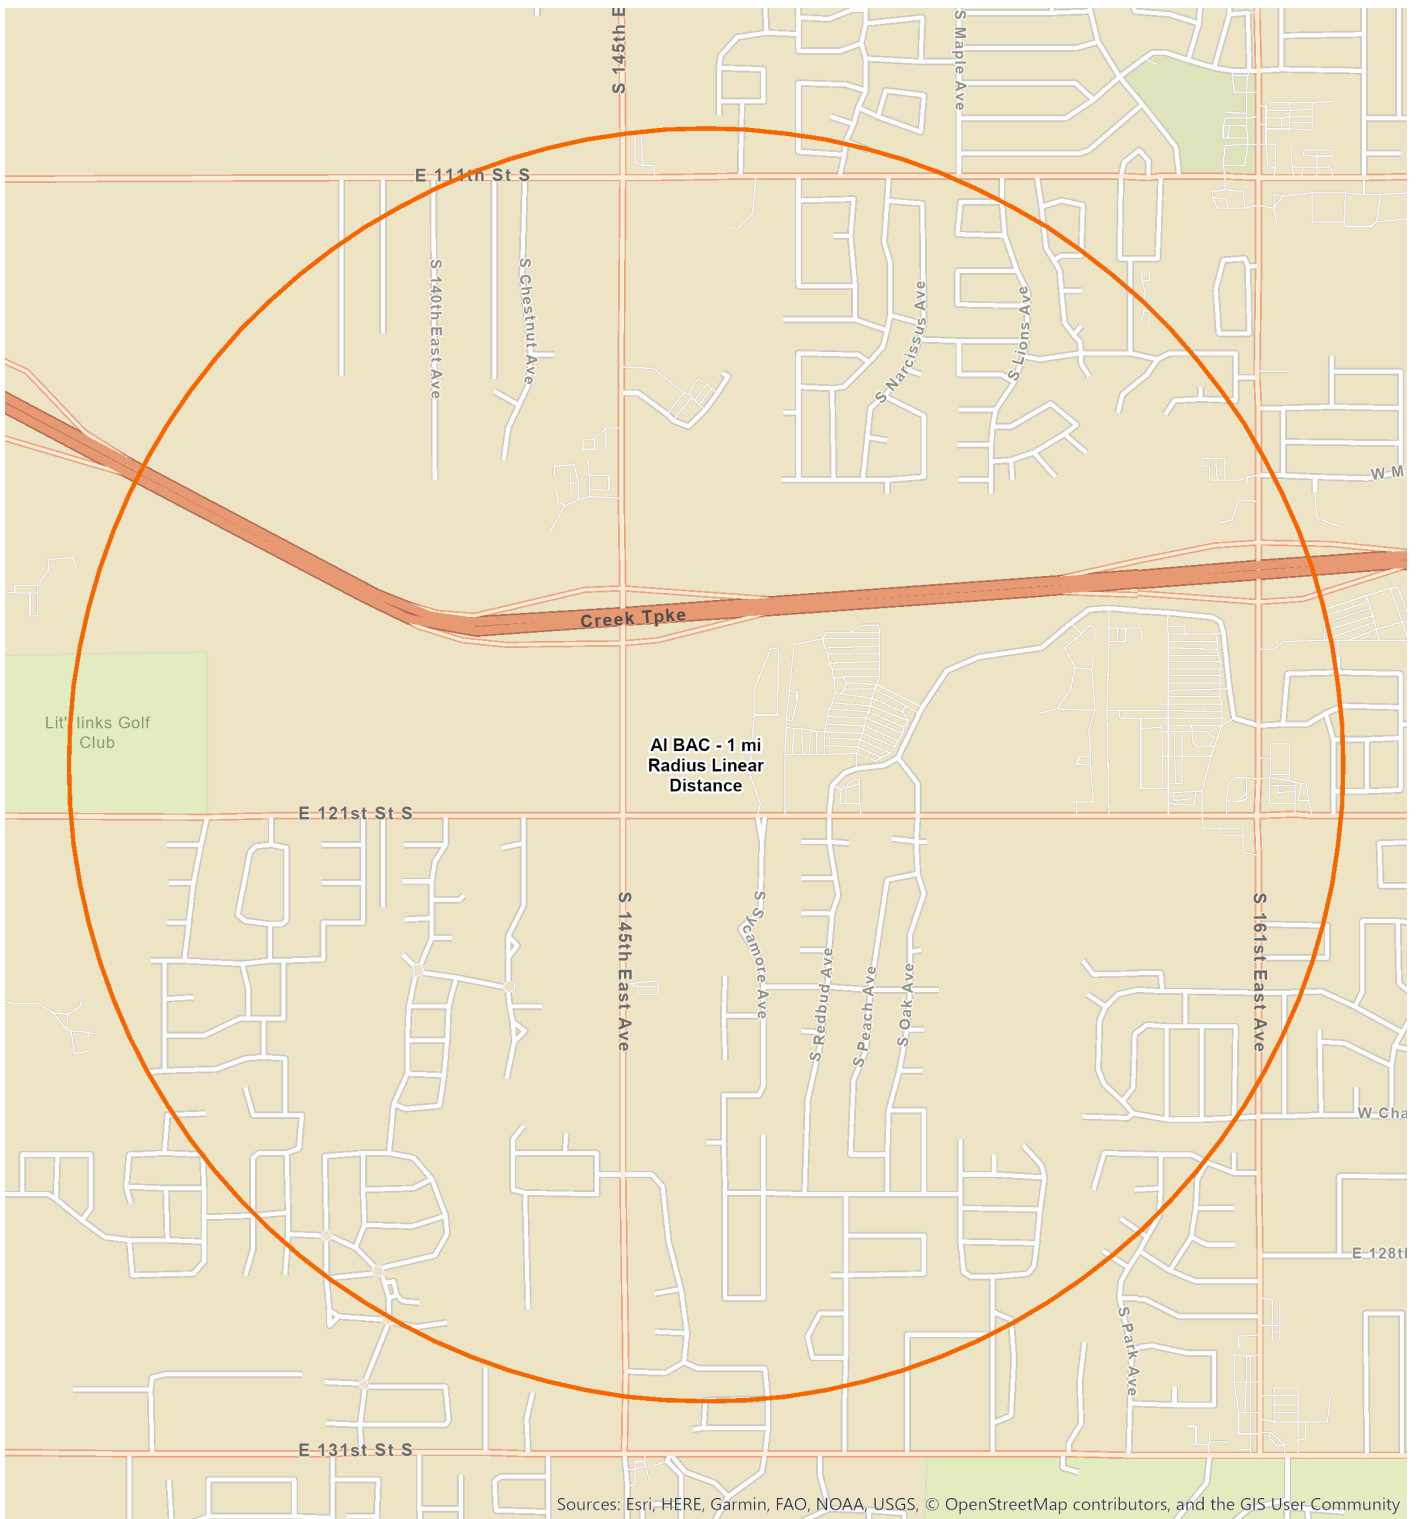 S 145th E
S Maple Ave
E 111th St S
S 140th East Ave
S Chestnut Ave
S Narcissus Ave
S Lions Ave
W M
Creek Tpke
Lit'l links Golf
Club
AI BAC - 1 mi
Radius Linear
Distance
E 121st St S
S 145th East Ave
S Sycamore Ave
S Redbud Ave
S Peach Ave
S Oak Ave
S 161st East Ave
W Cha
E 128th
S Park Ave
E 131st St S
Sources: Esri, HERE, Garmin, FAO, NOAA, USGS, © OpenStreetMap contributors, and the GIS User Community